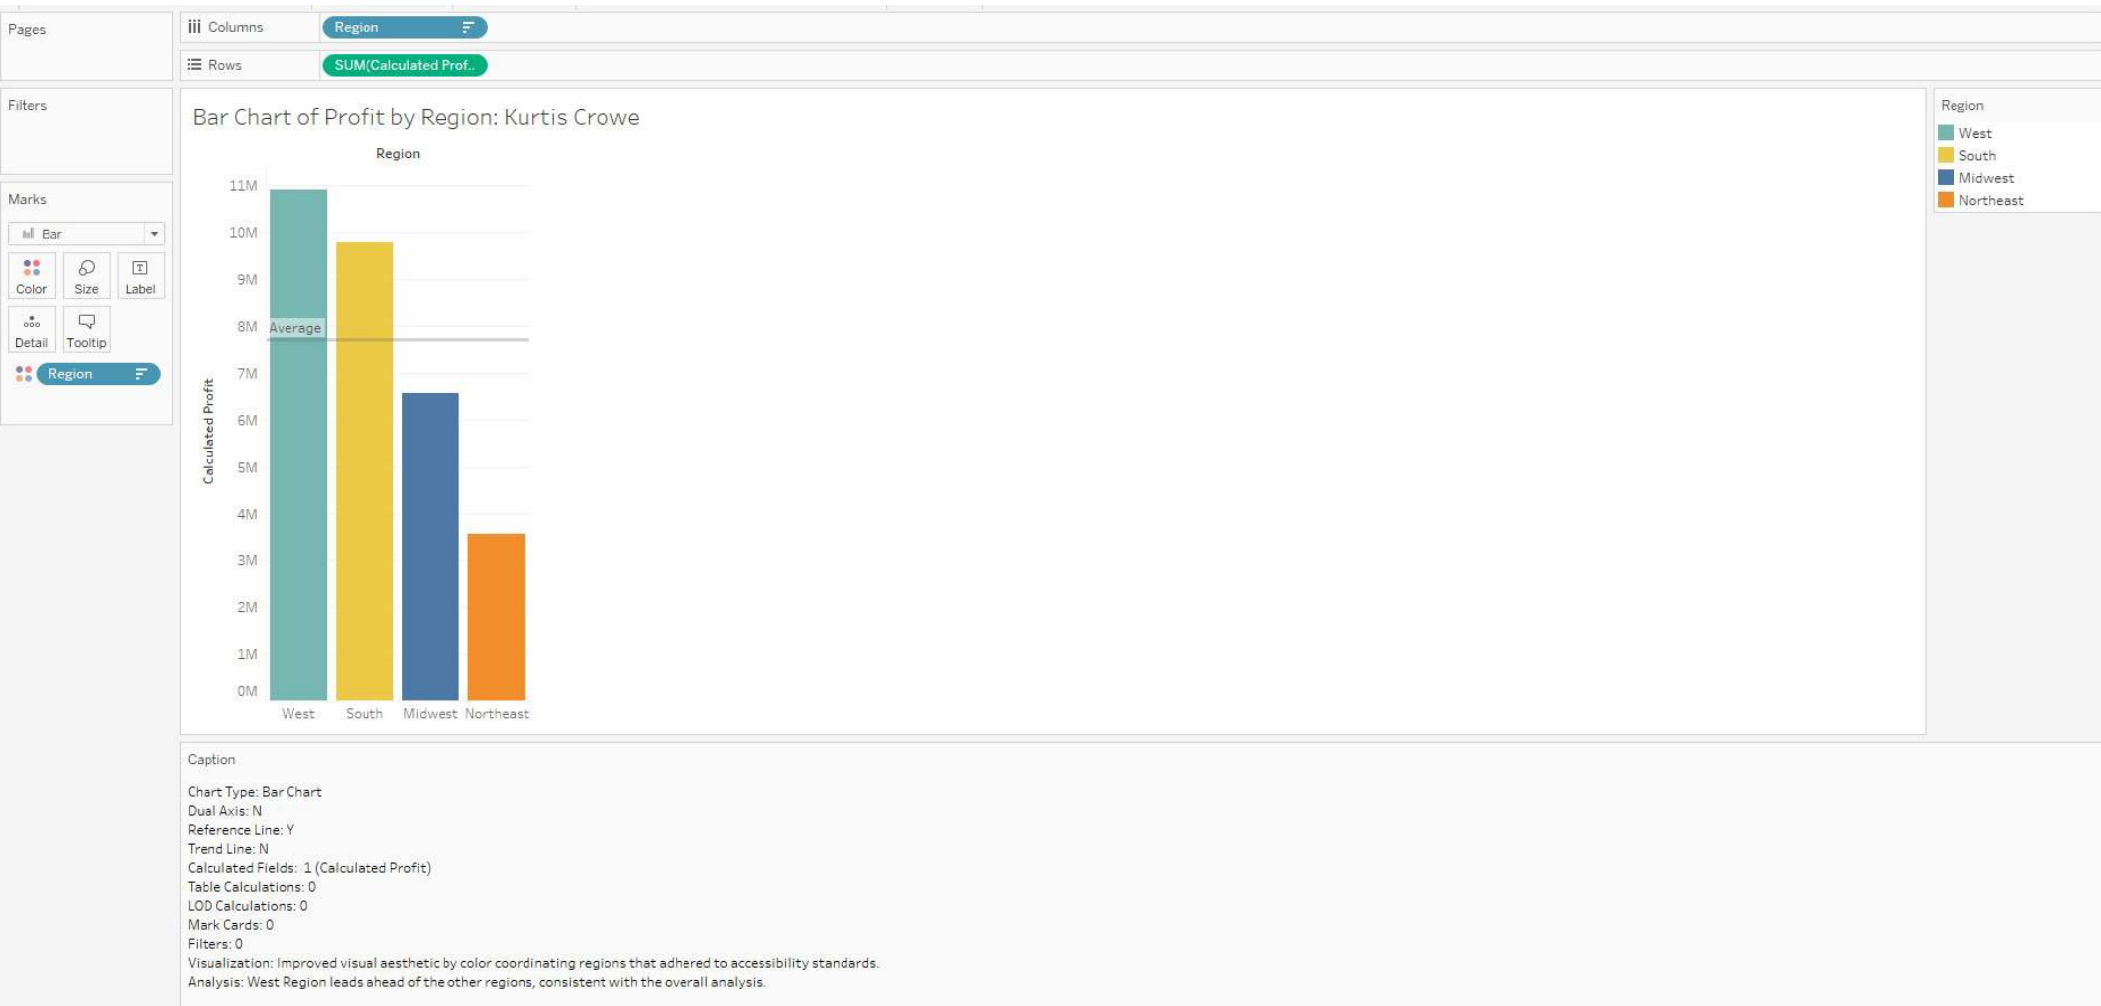 Pages
Columns
Region
Rows
SUM(Calculated Prof..
Filters
Marks
Bar
Color
Size
Label
Detail
Tooltip
Region
Bar Chart of Profit by Region: Kurtis Crowe
Region
11M
10M
9M
8M
7M
6M
5M
4M
3M
2M
1M
0M
Calculated Profit
Average
West
South
Midwest
Northeast
Region
West
South
Midwest
Northeast
Caption
Chart Type: Bar Chart
Dual Axis: N
Reference Line: Y
Trend Line: N
Calculated Fields: 1 (Calculated Profit)
Table Calculations: 0
LOD Calculations: 0
Mark Cards: 0
Filters: 0
Visualization: Improved visual aesthetic by color coordinating regions that adhered to accessibility standards.
Analysis: West Region leads ahead of the other regions, consistent with the overall analysis.